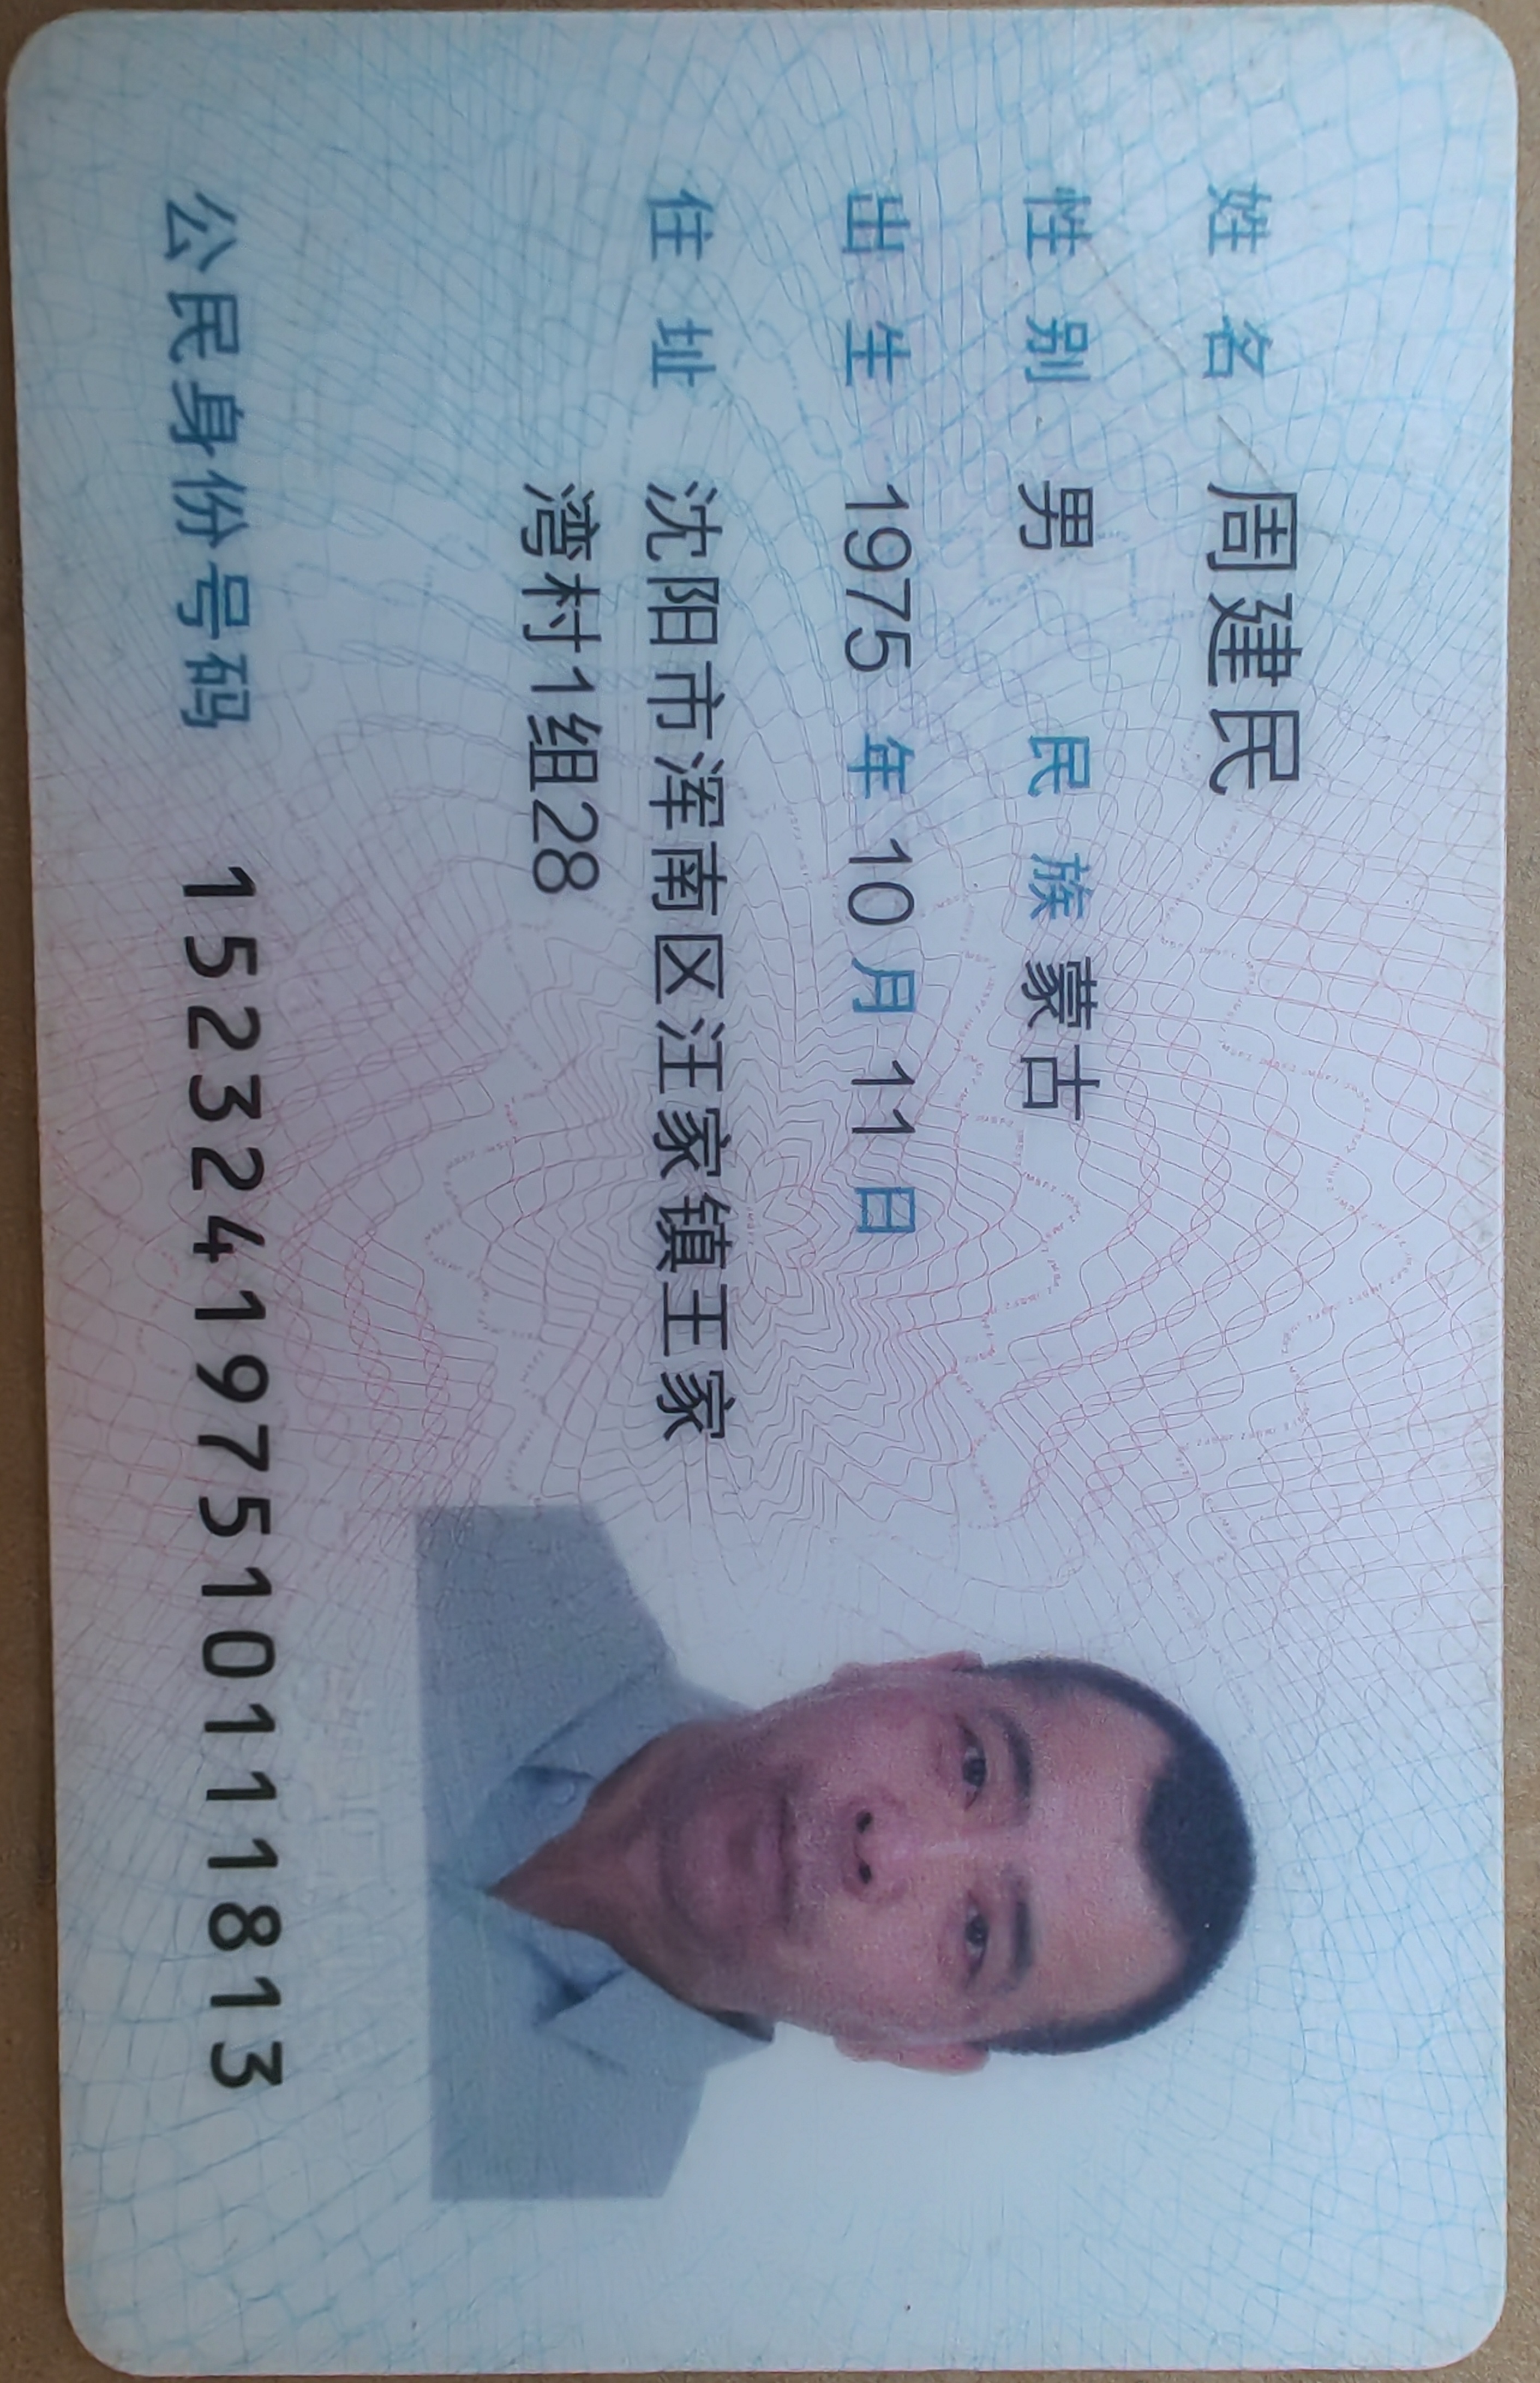 姓名 周建民
性别 男 民族 蒙古
出生 1975 年 10 月 11 日
住址 沈阳市浑南区汪家镇王家
湾村1组28
公民身份号码 152324197510111813